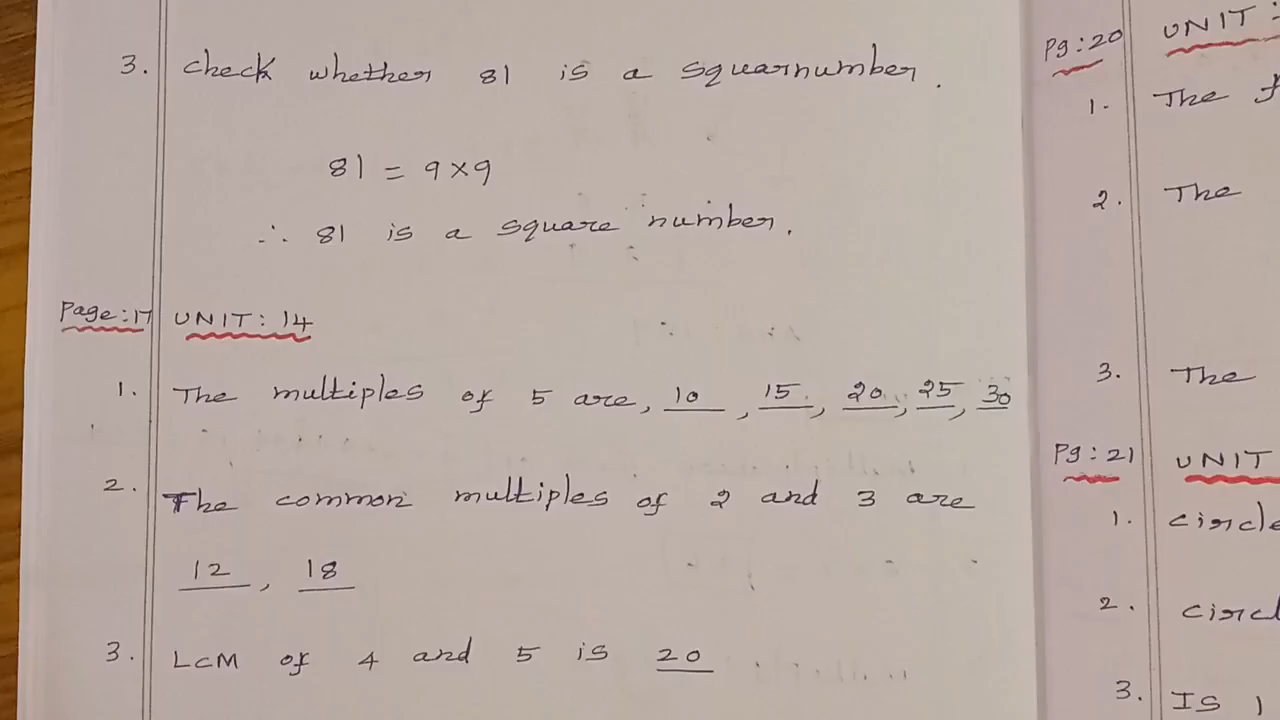 3. Check whether 81 is a squarnumber.
81 = 9×9
∴ 81 is a square number.
Page:17 UNIT: 14
1. The multiples of 5 are, 10, 15, 20, 25, 30
2. The common multiples of 2 and 3 are
12, 18
3. LCM of 4 and 5 is 20
Pg:20 UNIT:
1. The
2. The
3. The
Pg:21 UNIT
1. Circle
2. Circl
3. Is 1